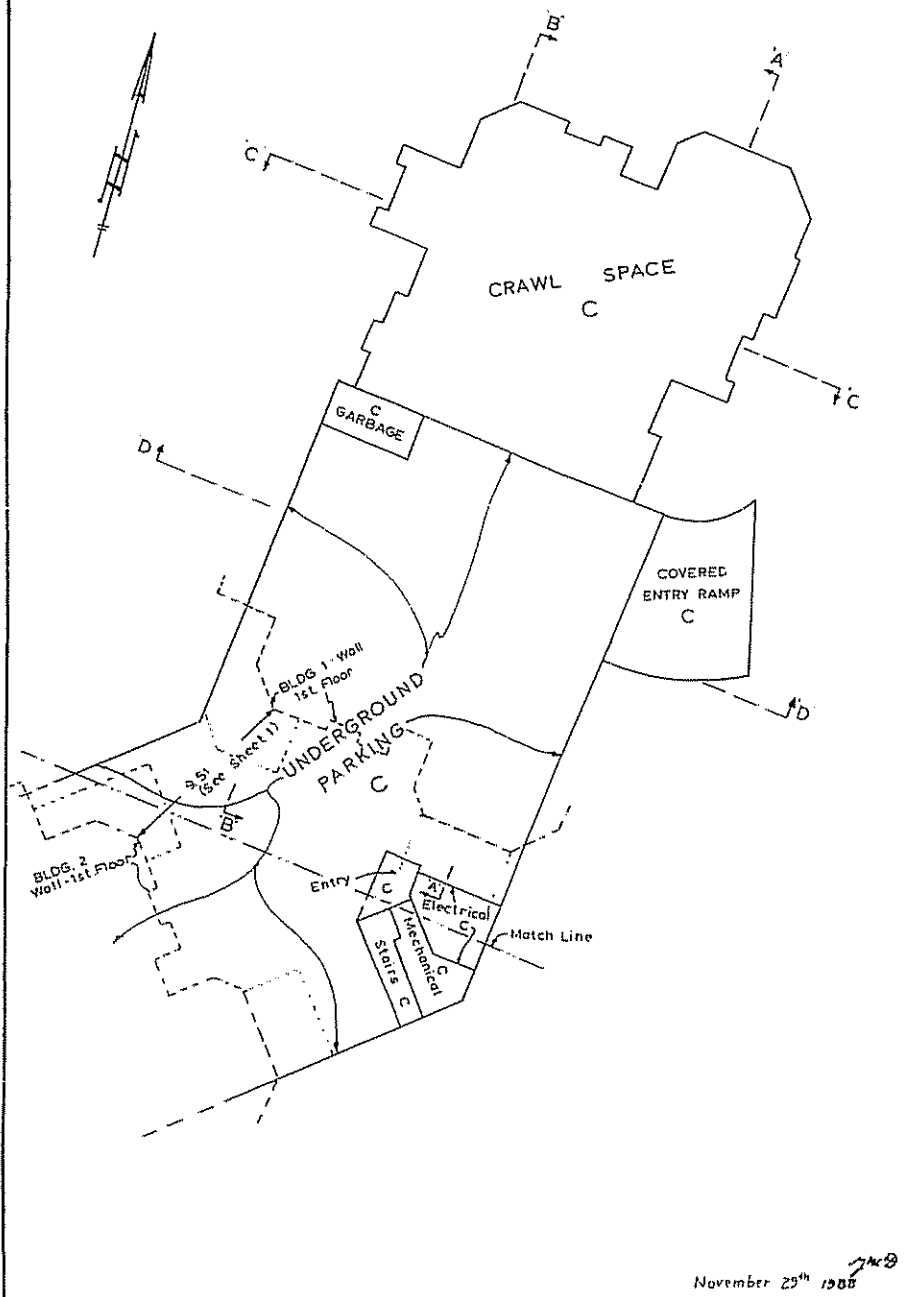 'B'
'A'
'C'
N
CRAWL SPACE
C
'C'
C
GARBAGE
D
COVERED
ENTRY RAMP
C
'D'
BLDG. 1 Wall
1st. Floor
UNDERGROUND
PARKING
C
9.51
(See sheet 1)
'B'
BLDG. 2
Wall-1st. Floor
Entry
C
'A'
Electrical
C
Match Line
Mechanical
C
Stairs C
November 29th 1988